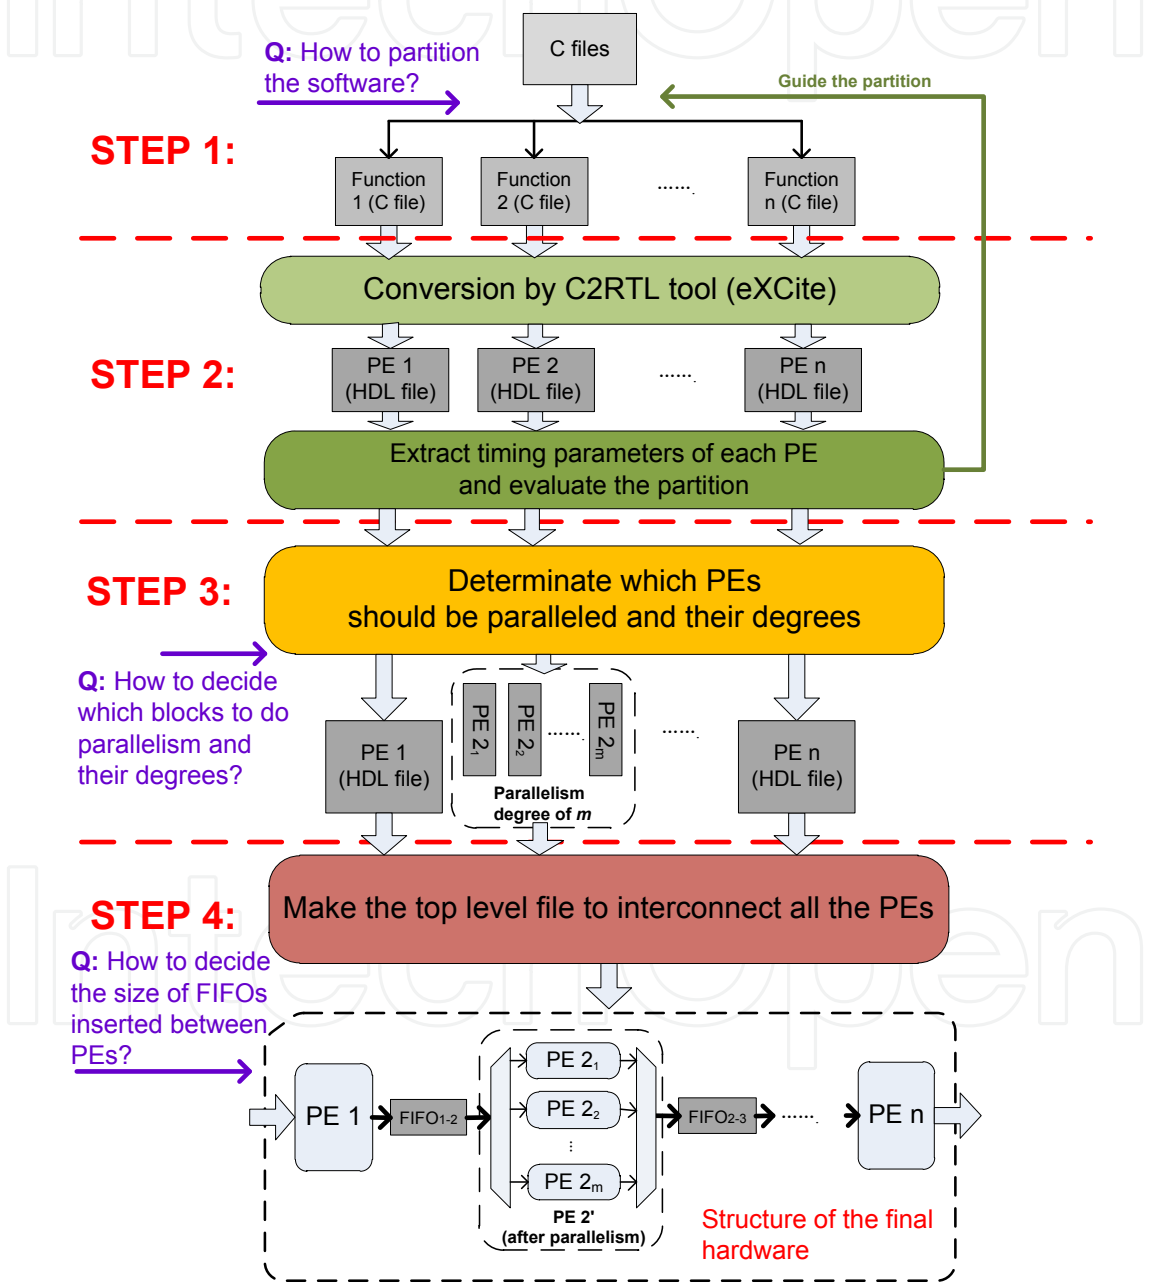 IntechOpen
C files
Q: How to partition
the software?
Guide the partition
STEP 1:
Function
1 (C file)
Function
2 (C file)
.......
Function
n (C file)
Conversion by C2RTL tool (eXCite)
STEP 2:
PE 1
(HDL file)
PE 2
(HDL file)
.......
PE n
(HDL file)
Extract timing parameters of each PE
and evaluate the partition
STEP 3:
Determinate which PEs
should be paralleled and their degrees
Q: How to decide
which blocks to do
parallelism and
their degrees?
PE 1
(HDL file)
PE 2₁
PE 2₂
.......
PE 2ₘ
Parallelism
degree of m
.......
PE n
(HDL file)
STEP 4:
Make the top level file to interconnect all the PEs
IntechOpen
Q: How to decide
the size of FIFOs
inserted between
PEs?
PE 1
FIFO1-2
PE 2₁
PE 2₂
...
PE 2ₘ
PE 2'
(after parallelism)
FIFO2-3
.......
PE n
Structure of the final
hardware